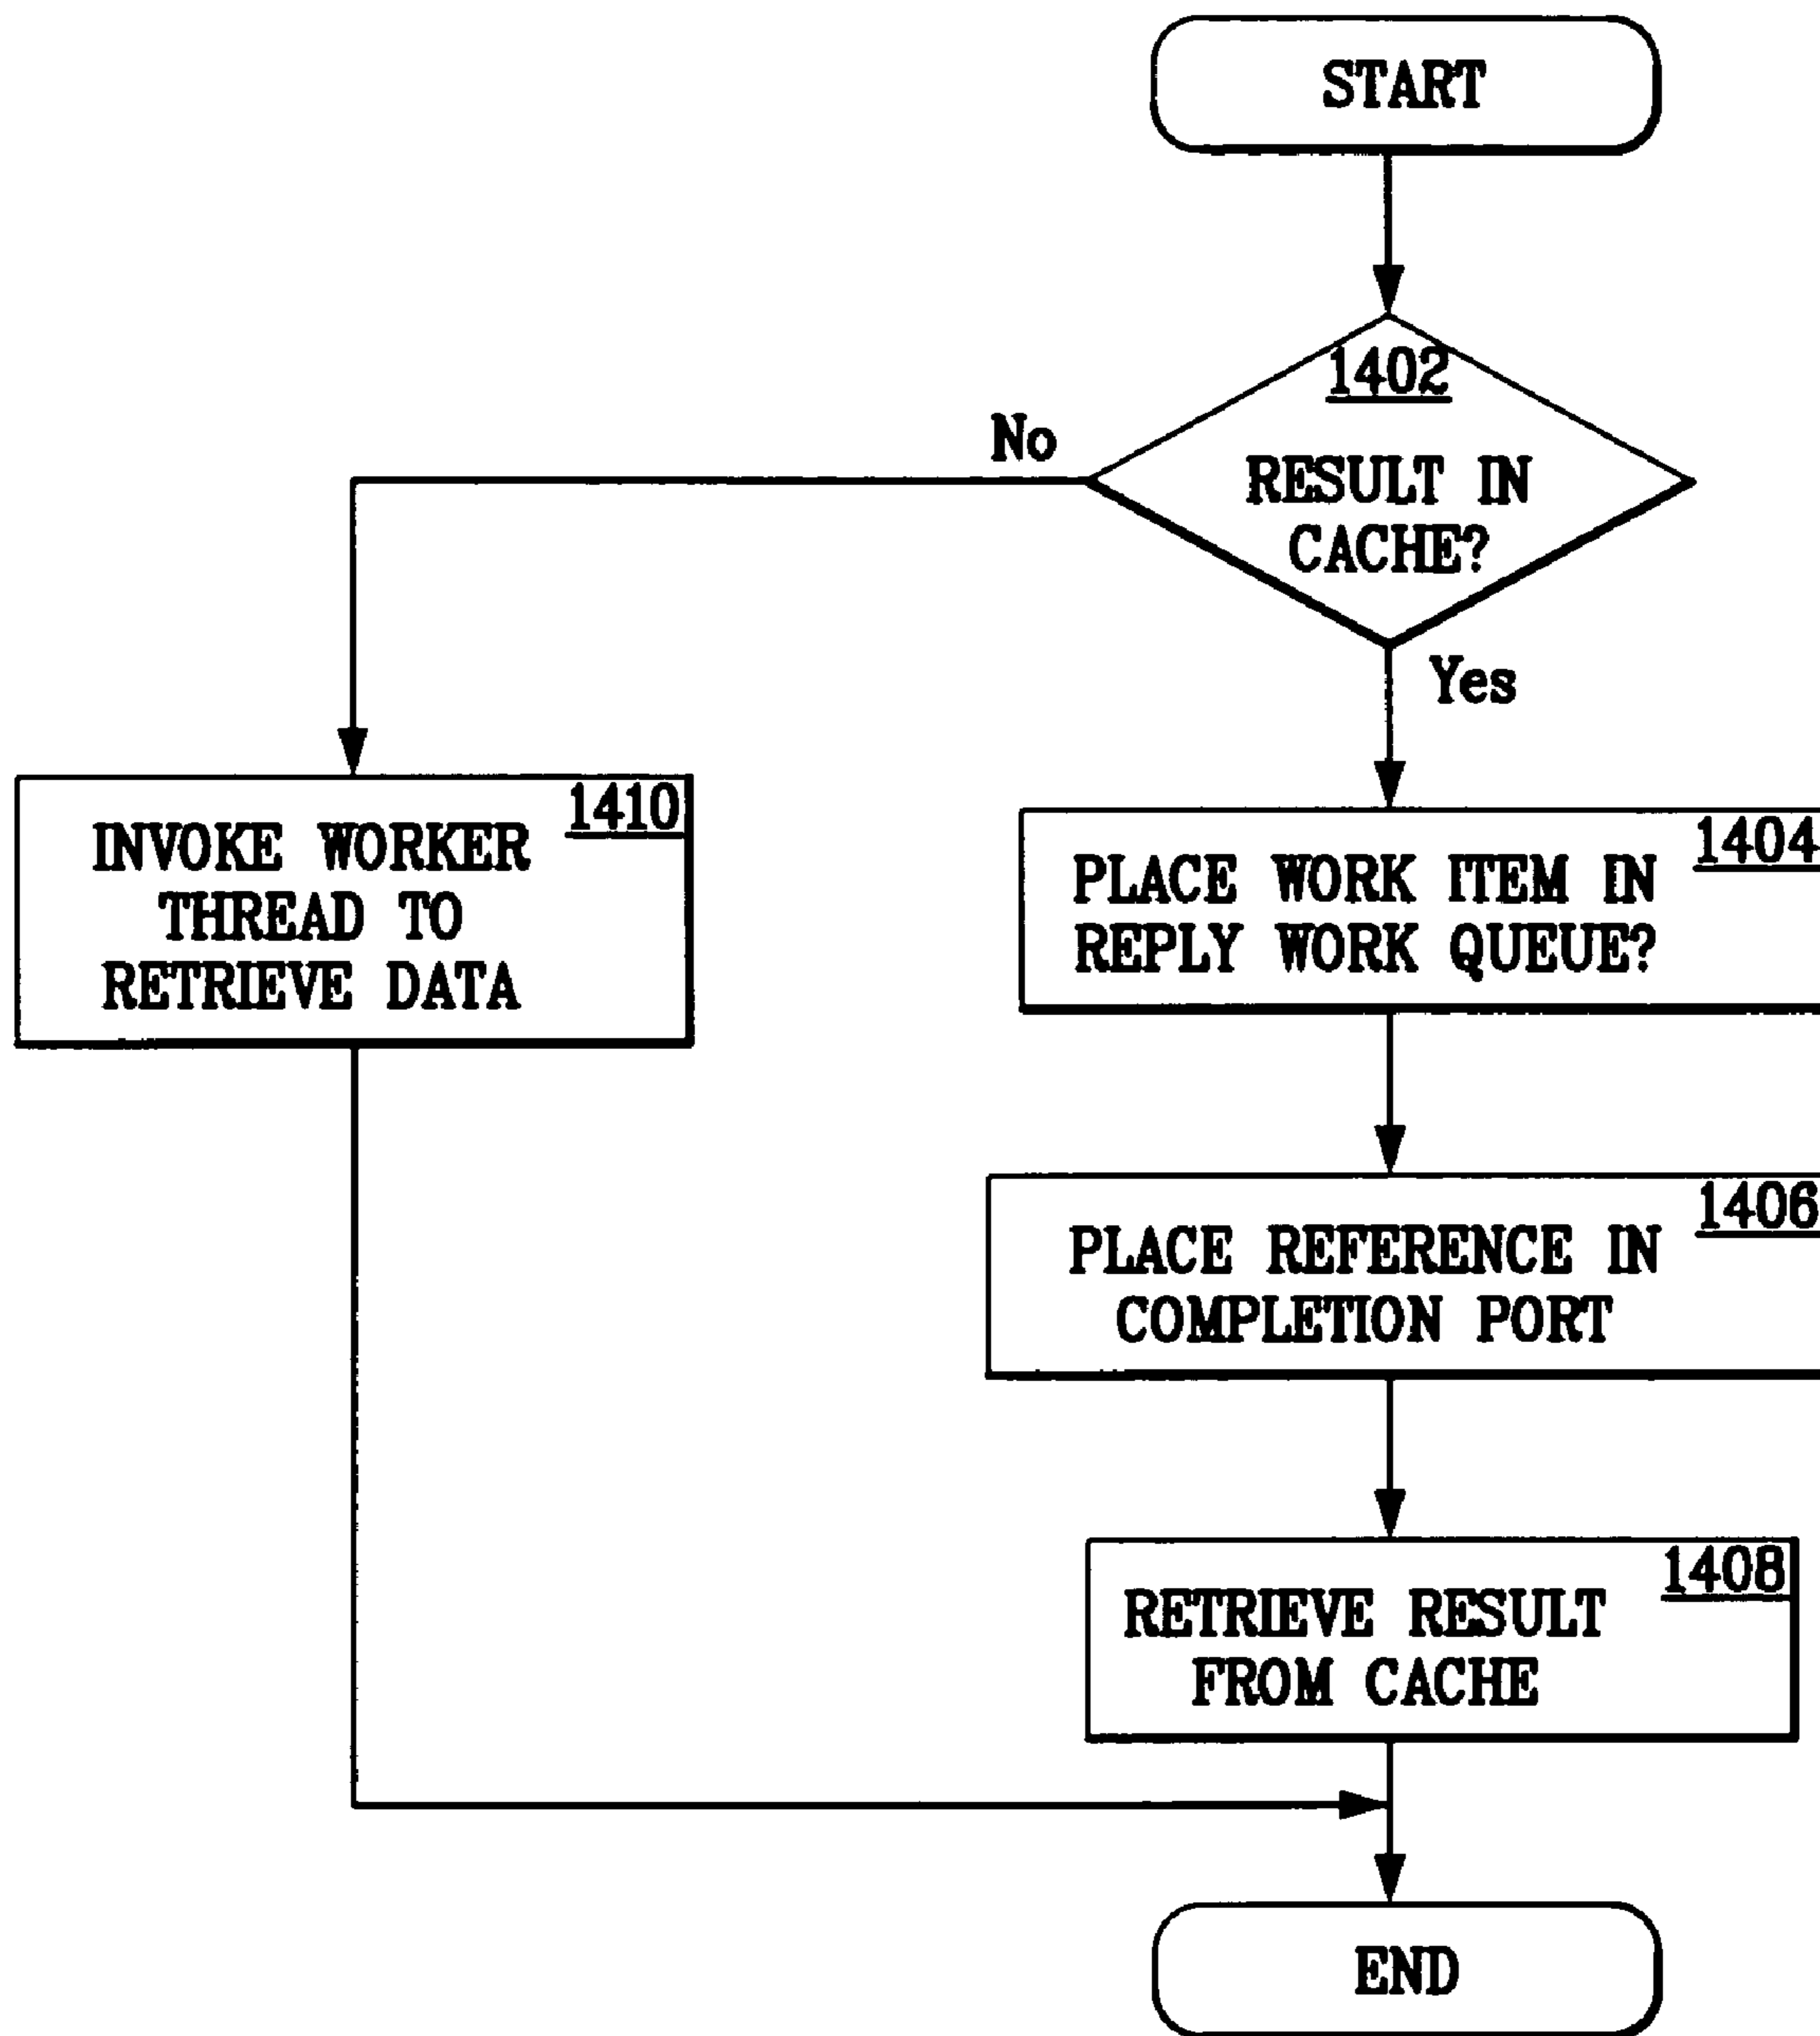 START
1402
No
RESULT IN
CACHE?
Yes
1410
INVOKE WORKER
THREAD TO
RETRIEVE DATA
1404
PLACE WORK ITEM IN
REPLY WORK QUEUE?
1406
PLACE REFERENCE IN
COMPLETION PORT
1408
RETRIEVE RESULT
FROM CACHE
END